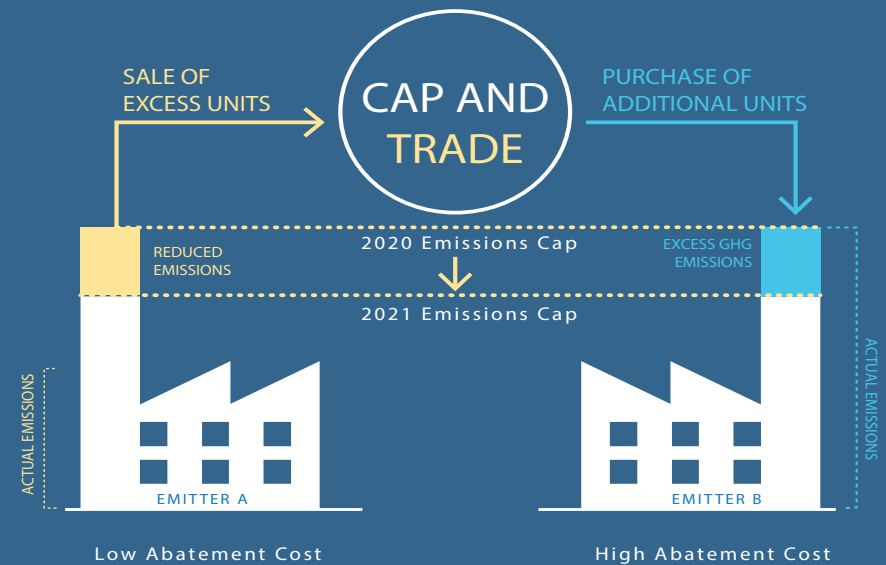 SALE OF
EXCESS UNITS
CAP AND
TRADE
PURCHASE OF
ADDITIONAL UNITS
REDUCED
EMISSIONS
2020 Emissions Cap
EXCESS GHG
EMISSIONS
2021 Emissions Cap
ACTUAL EMISSIONS
ACTUAL EMISSIONS
EMITTER A
EMITTER B
Low Abatement Cost
High Abatement Cost